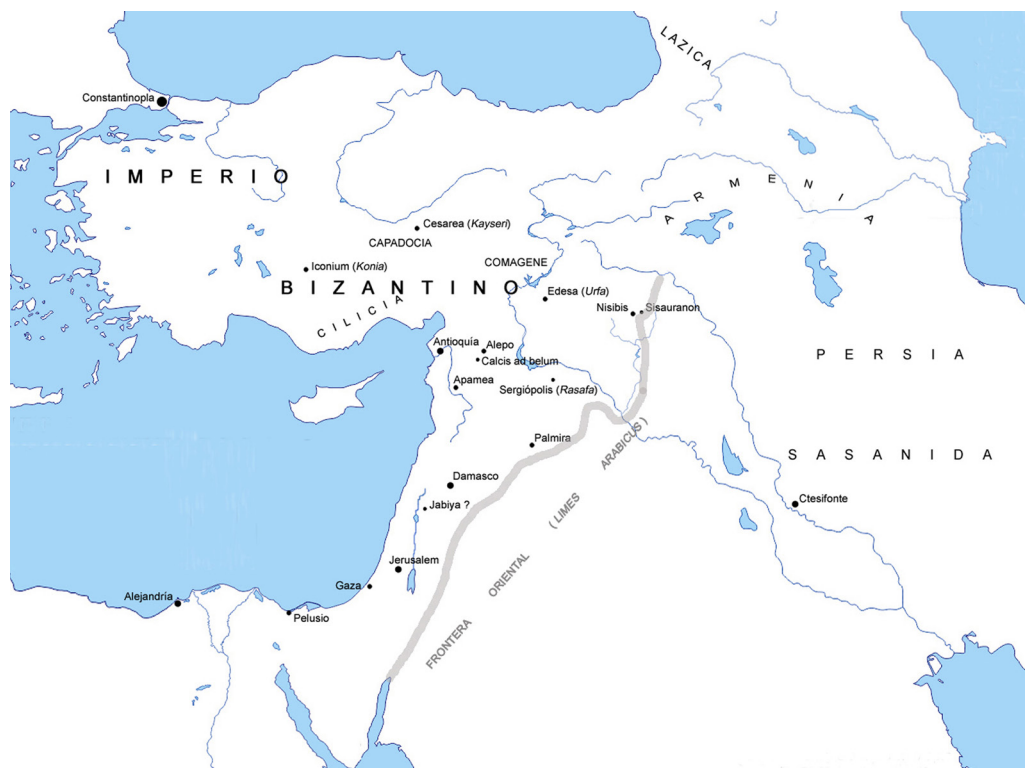 LAZICA
Constantinopla
IMPERIO
ARMENIA
Cesarea (Kayseri)
CAPADOCIA
COMAGENE
Iconium (Konia)
BIZANTINO
Edesa (Urfa)
CILICIA
Nisibis
Sisauranon
Antioquía
Alepo
Calcis ad belum
PERSIA
Apamea
Sergiópolis (Rasafa)
Palmira
SASANIDA
Damasco
Ctesifonte
Jabiya ?
Jerusalem
Gaza
Alejandría
Pelusio
FRONTERA ORIENTAL (LIMES ARABICUS)